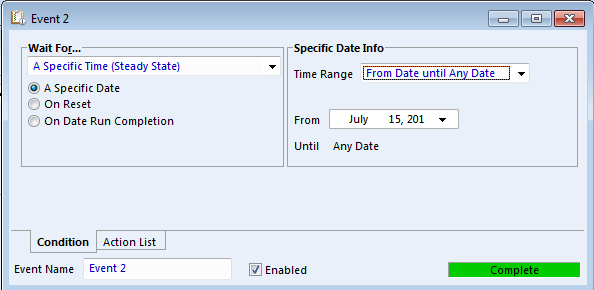 Event 2
Wait For...
A Specific Time (Steady State)
A Specific Date
On Reset
On Date Run Completion
Specific Date Info
Time Range From Date until Any Date
From July 15, 201
Until Any Date
Condition Action List
Event Name Event 2 Enabled Complete